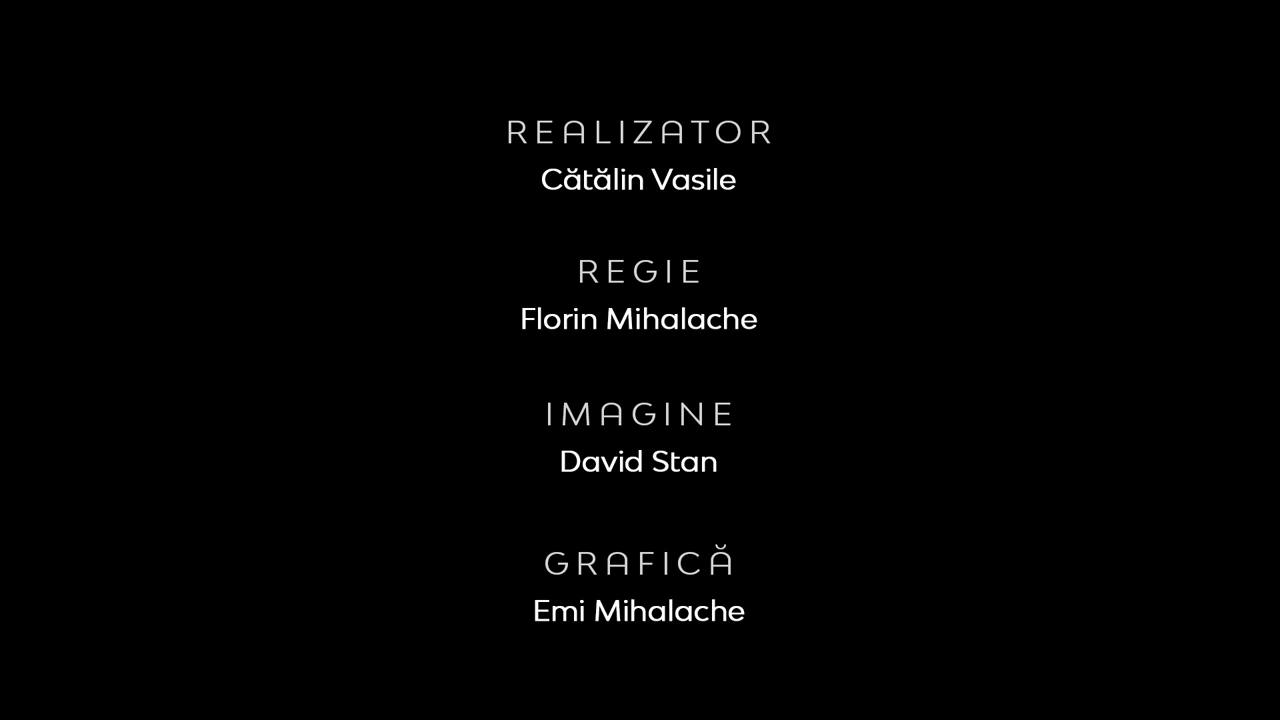 REALIZATOR
Cătălin Vasile
REGIE
Florin Mihalache
IMAGINE
David Stan
GRAFICĂ
Emi Mihalache